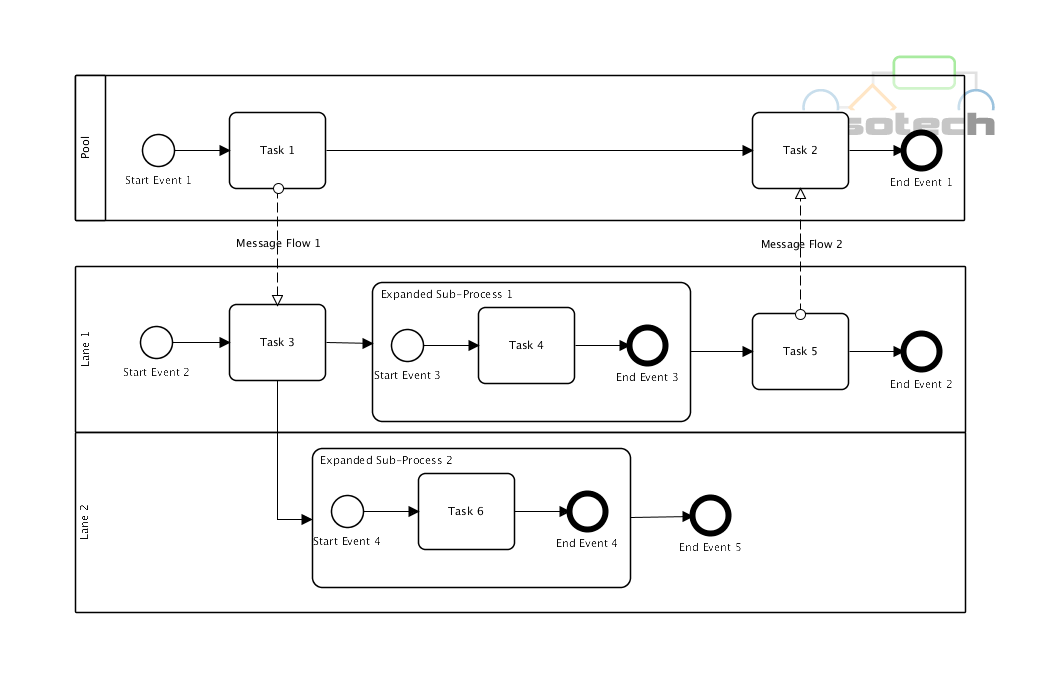 Pool
Start Event 1
Task 1
Task 2
End Event 1
Message Flow 1
Message Flow 2
Lane 1
Start Event 2
Task 3
Expanded Sub-Process 1
Start Event 3
Task 4
End Event 3
Task 5
End Event 2
Lane 2
Expanded Sub-Process 2
Start Event 4
Task 6
End Event 4
End Event 5